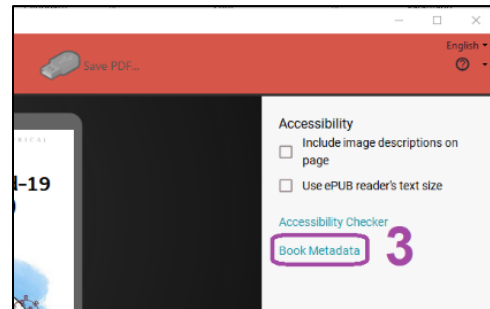 English
Save PDF...
Accessibility
Include image descriptions on
page
Use ePUB reader's text size
Accessibility Checker
Book Metadata
3
d-19
)